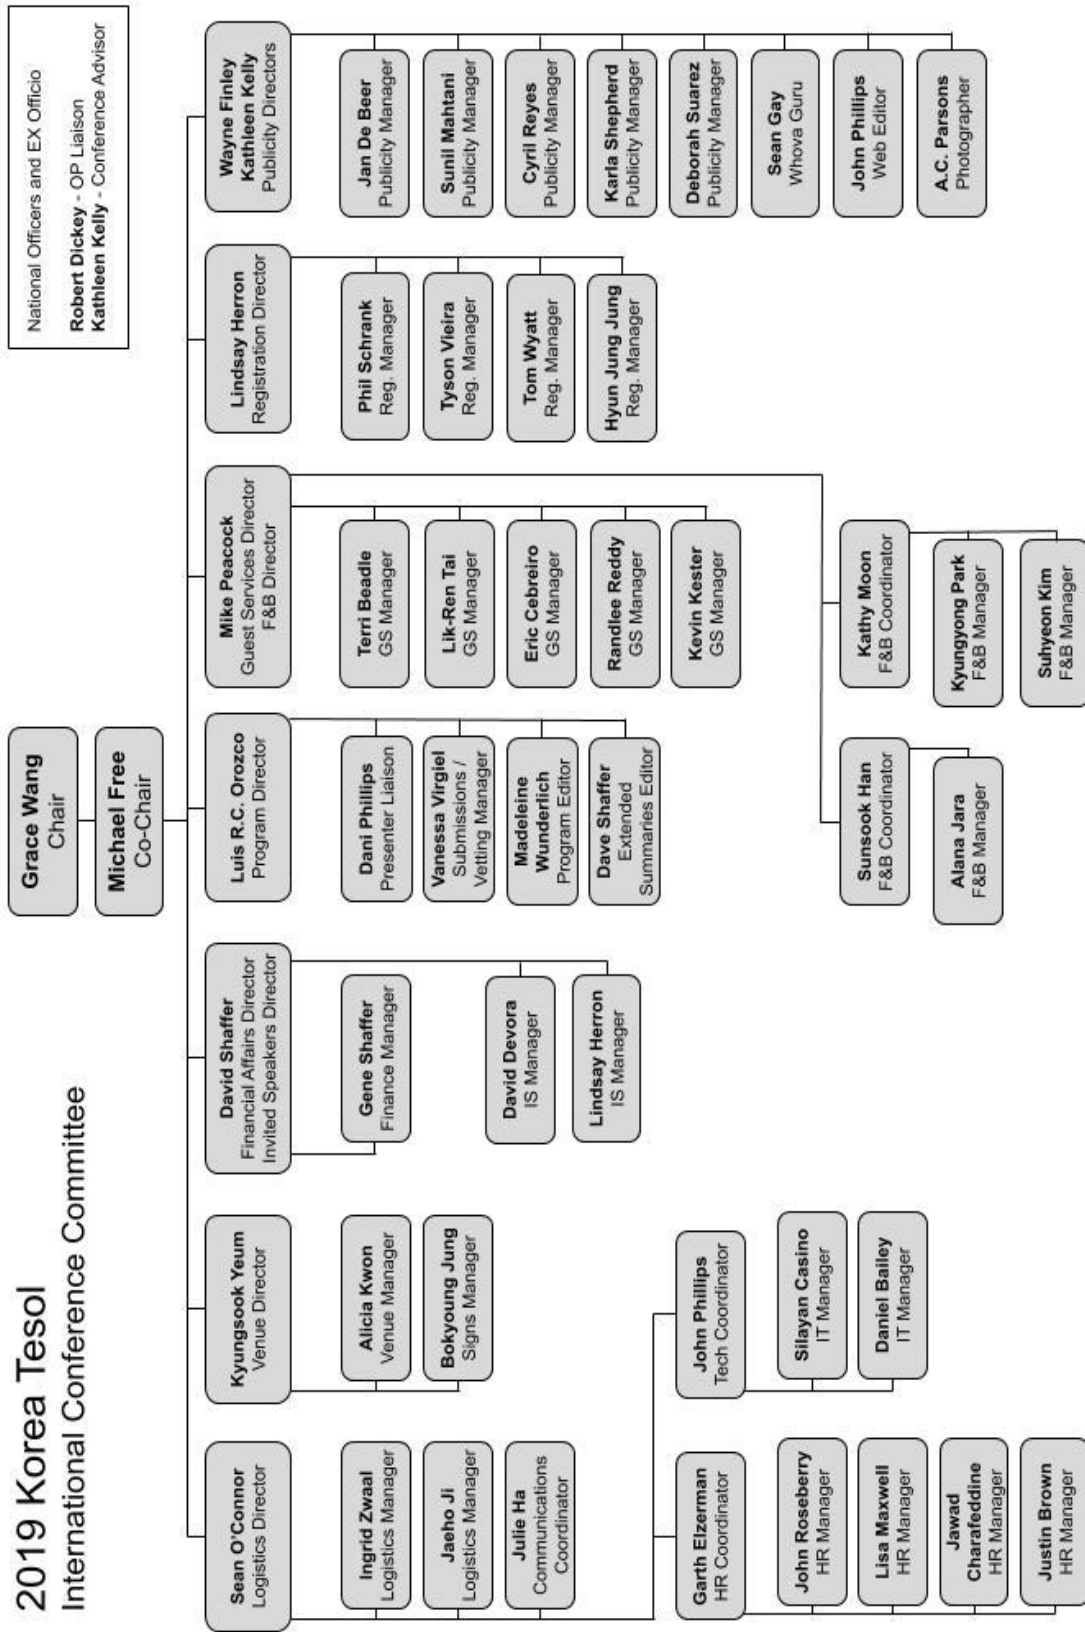 2019 Korea Tesol
International Conference Committee
Grace Wang
Chair
Michael Free
Co-Chair
National Officers and EX Officio
Robert Dickey - OP Liaison
Kathleen Kelly - Conference Advisor
Sean O'Connor
Logistics Director
Ingrid Zwaal
Logistics Manager
Jaeho Ji
Logistics Manager
Julie Ha
Communications
Coordinator
Garth Elzerman
HR Coordinator
John Roseberry
HR Manager
Lisa Maxwell
HR Manager
Jawad
Charafeddine
HR Manager
Justin Brown
HR Manager
John Phillips
Tech Coordinator
Silayan Casino
IT Manager
Daniel Bailey
IT Manager
Kyungsook Yeum
Venue Director
Alicia Kwon
Venue Manager
Bokyoung Jung
Signs Manager
David Shaffer
Financial Affairs Director
Invited Speakers Director
Gene Shaffer
Finance Manager
David Devora
IS Manager
Lindsay Herron
IS Manager
Luis R.C. Orozco
Program Director
Dani Phillips
Presenter Liaison
Vanessa Virgiel
Submissions /
Vetting Manager
Madeleine
Wunderlich
Program Editor
Dave Shaffer
Extended
Summaries Editor
Mike Peacock
Guest Services Director
F&B Director
Terri Beadle
GS Manager
Lik-Ren Tai
GS Manager
Eric Cebreiro
GS Manager
Randlee Reddy
GS Manager
Kevin Kester
GS Manager
Sunsook Han
F&B Coordinator
Alana Jara
F&B Manager
Kathy Moon
F&B Coordinator
Kyungyong Park
F&B Manager
Suhyeon Kim
F&B Manager
Lindsay Herron
Registration Director
Phil Schrank
Reg. Manager
Tyson Vieira
Reg. Manager
Tom Wyatt
Reg. Manager
Hyun Jung Jung
Reg. Manager
Wayne Finley
Kathleen Kelly
Publicity Directors
Jan De Beer
Publicity Manager
Sunil Mahtani
Publicity Manager
Cyril Reyes
Publicity Manager
Karla Shepherd
Publicity Manager
Deborah Suarez
Publicity Manager
Sean Gay
Whova Guru
John Phillips
Web Editor
A.C. Parsons
Photographer